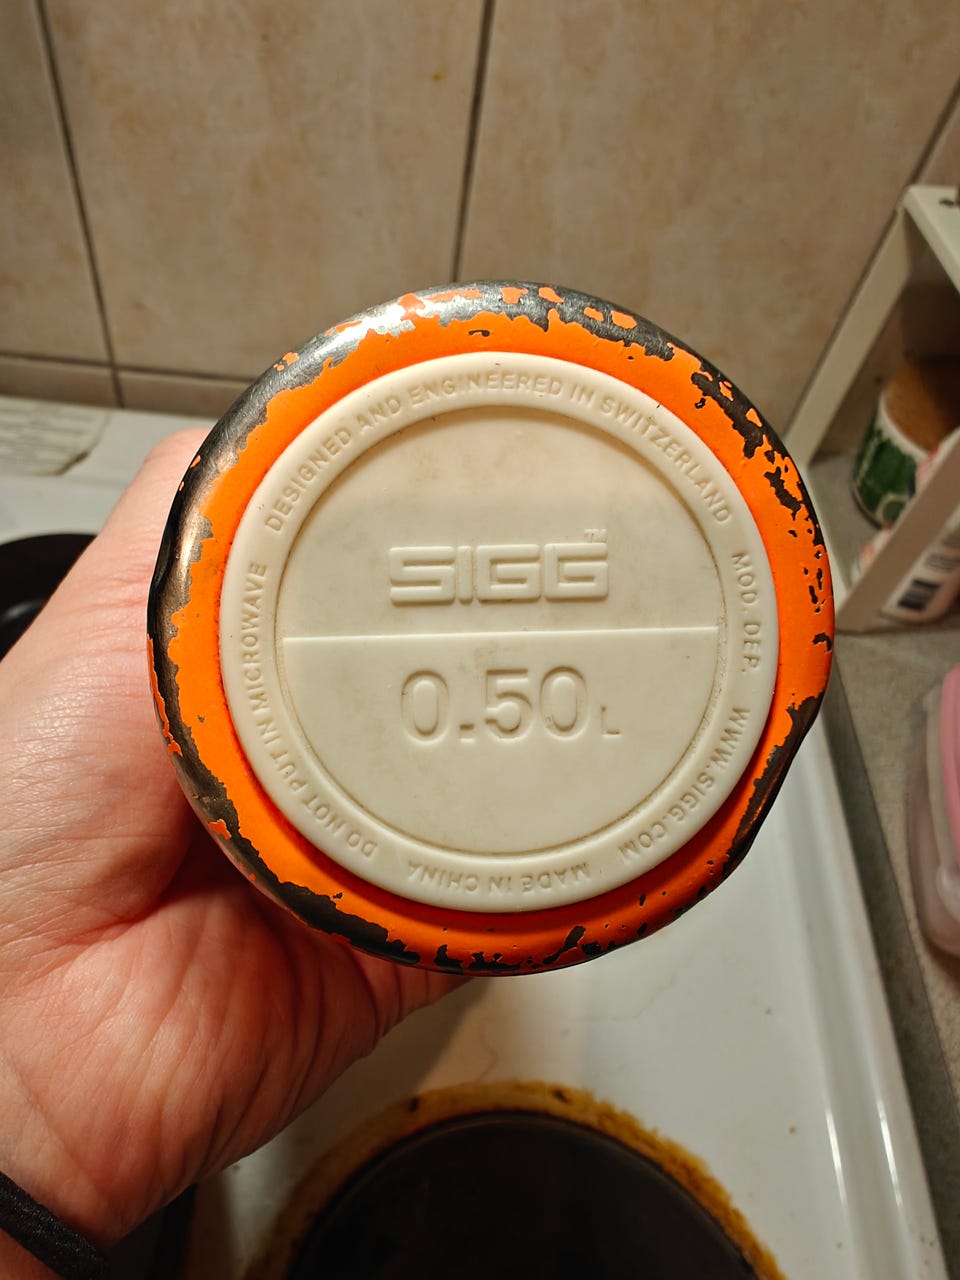 DESIGNED AND ENGINEERED IN SWITZERLAND
MOD. DEP.
WWW.SIGG.COM
MADE IN CHINA
DO NOT PUT IN MICROWAVE
SIGG™
0.50L